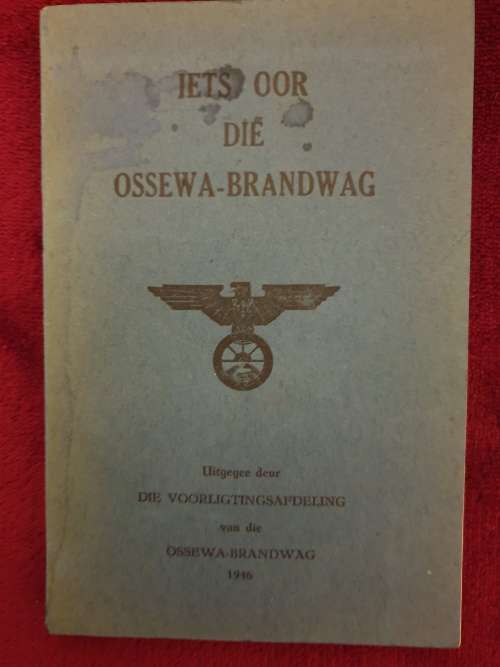 IETS OOR
DIE
OSSEWA-BRANDWAG
Uitgegee deur
DIE VOORLIGTINGSAFDELING
van die
OSSEWA-BRANDWAG
1946